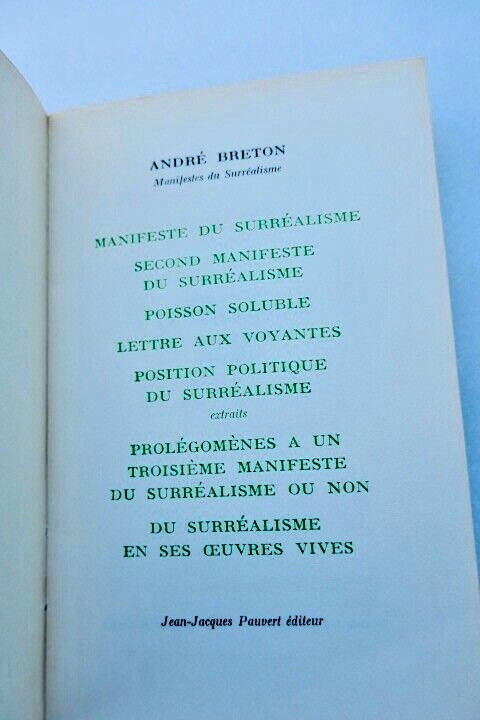 ANDRÉ BRETON
Manifestes du Surréalisme
MANIFESTE DU SURRÉALISME
SECOND MANIFESTE
DU SURRÉALISME
POISSON SOLUBLE
LETTRE AUX VOYANTES
POSITION POLITIQUE
DU SURRÉALISME
extraits
PROLÉGOMÈNES A UN
TROISIÈME MANIFESTE
DU SURRÉALISME OU NON
DU SURRÉALISME
EN SES ŒUVRES VIVES
Jean-Jacques Pauvert éditeur